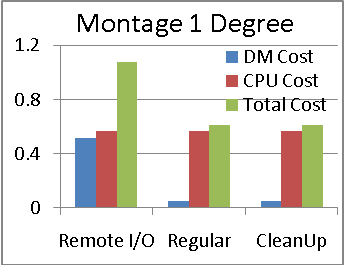 Montage 1 Degree
1.2
DM Cost
CPU Cost
0.8
Total Cost
0.4
0
Remote I/O Regular CleanUp